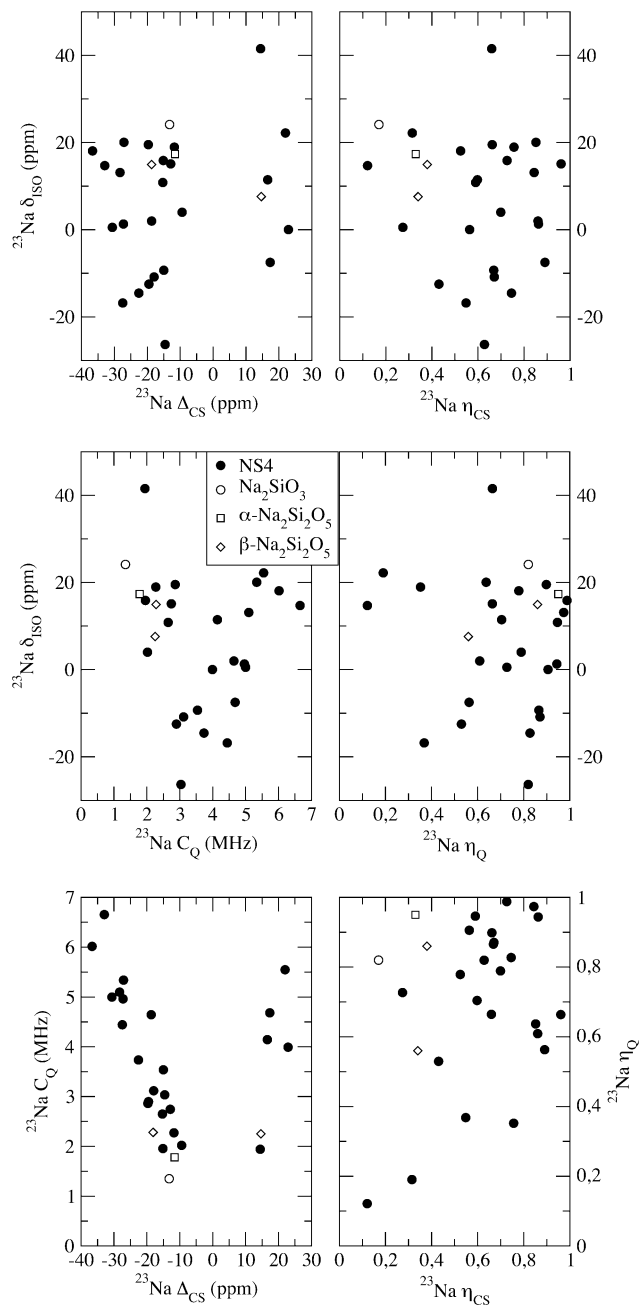 40
20
0
-20
²³Na δISO (ppm)
-40 -30 -20 -10 0 10 20 30
²³Na ΔCS (ppm)
0 0,2 0,4 0,6 0,8 1
²³Na ηCS
NS4
Na₂SiO₃
α-Na₂Si₂O₅
β-Na₂Si₂O₅
40
20
0
-20
²³Na δISO (ppm)
0 1 2 3 4 5 6 7
²³Na CQ (MHz)
40
20
0
-20
0 0,2 0,4 0,6 0,8 1
²³Na ηQ
7
6
5
4
3
2
1
0
²³Na CQ (MHz)
-40 -30 -20 -10 0 10 20 30
²³Na ΔCS (ppm)
1
0,8
0,6
0,4
0,2
0
²³Na ηQ
0 0,2 0,4 0,6 0,8 1
²³Na ηCS